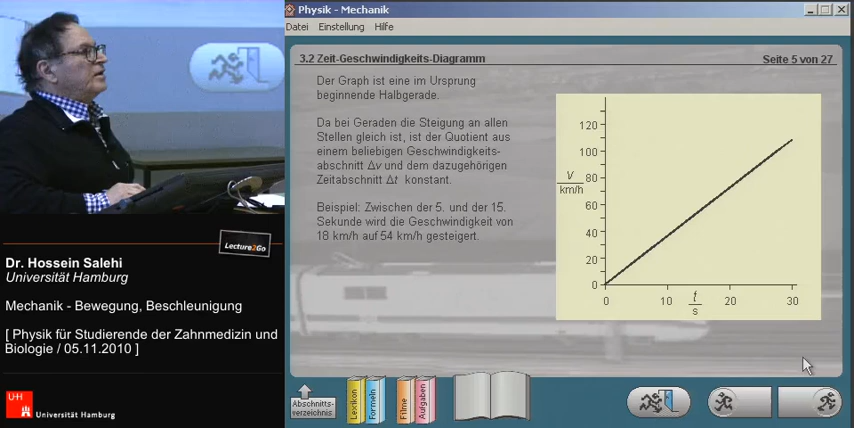 Physik - Mechanik
Datei Einstellung Hilfe
3.2 Zeit-Geschwindigkeits-Diagramm
Seite 5 von 27
Der Graph ist eine im Ursprung
beginnende Halbgerade.
Da bei Geraden die Steigung an allen
Stellen gleich ist, ist der Quotient aus
einem beliebigen Geschwindigkeits-
abschnitt Δv und dem dazugehörigen
Zeitabschnitt Δt konstant.
Beispiel: Zwischen der 5. und der 15.
Sekunde wird die Geschwindigkeit von
18 km/h auf 54 km/h gesteigert.
120
100
V
km/h
80
60
40
20
0
0 10 t
s
20 30
Lecture2Go
Dr. Hossein Salehi
Universität Hamburg
Mechanik - Bewegung, Beschleunigung
[ Physik für Studierende der Zahnmedizin und
Biologie / 05.11.2010 ]
UH
Universität Hamburg
Abschnitts-
verzeichnis
Lexikon
Formeln
Filme
Aufgaben